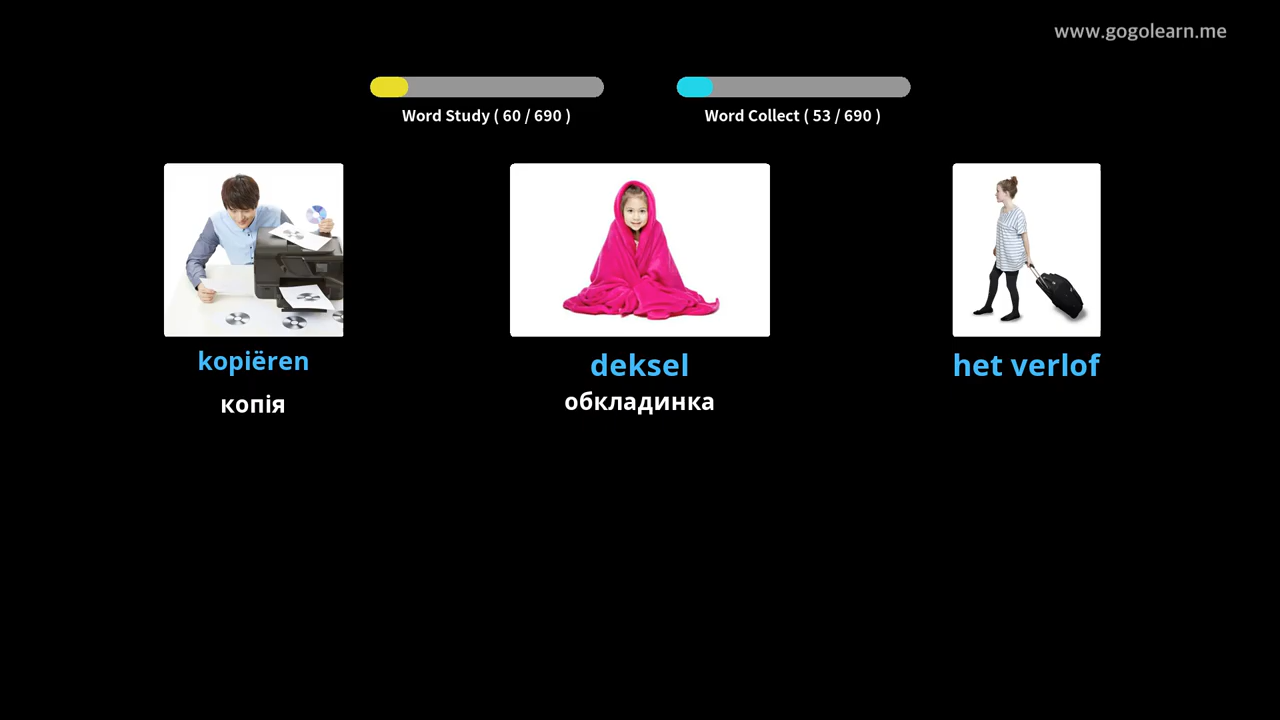 www.gogolearn.me
Word Study ( 60 / 690 )
Word Collect ( 53 / 690 )
kopiëren
копія
deksel
обкладинка
het verlof